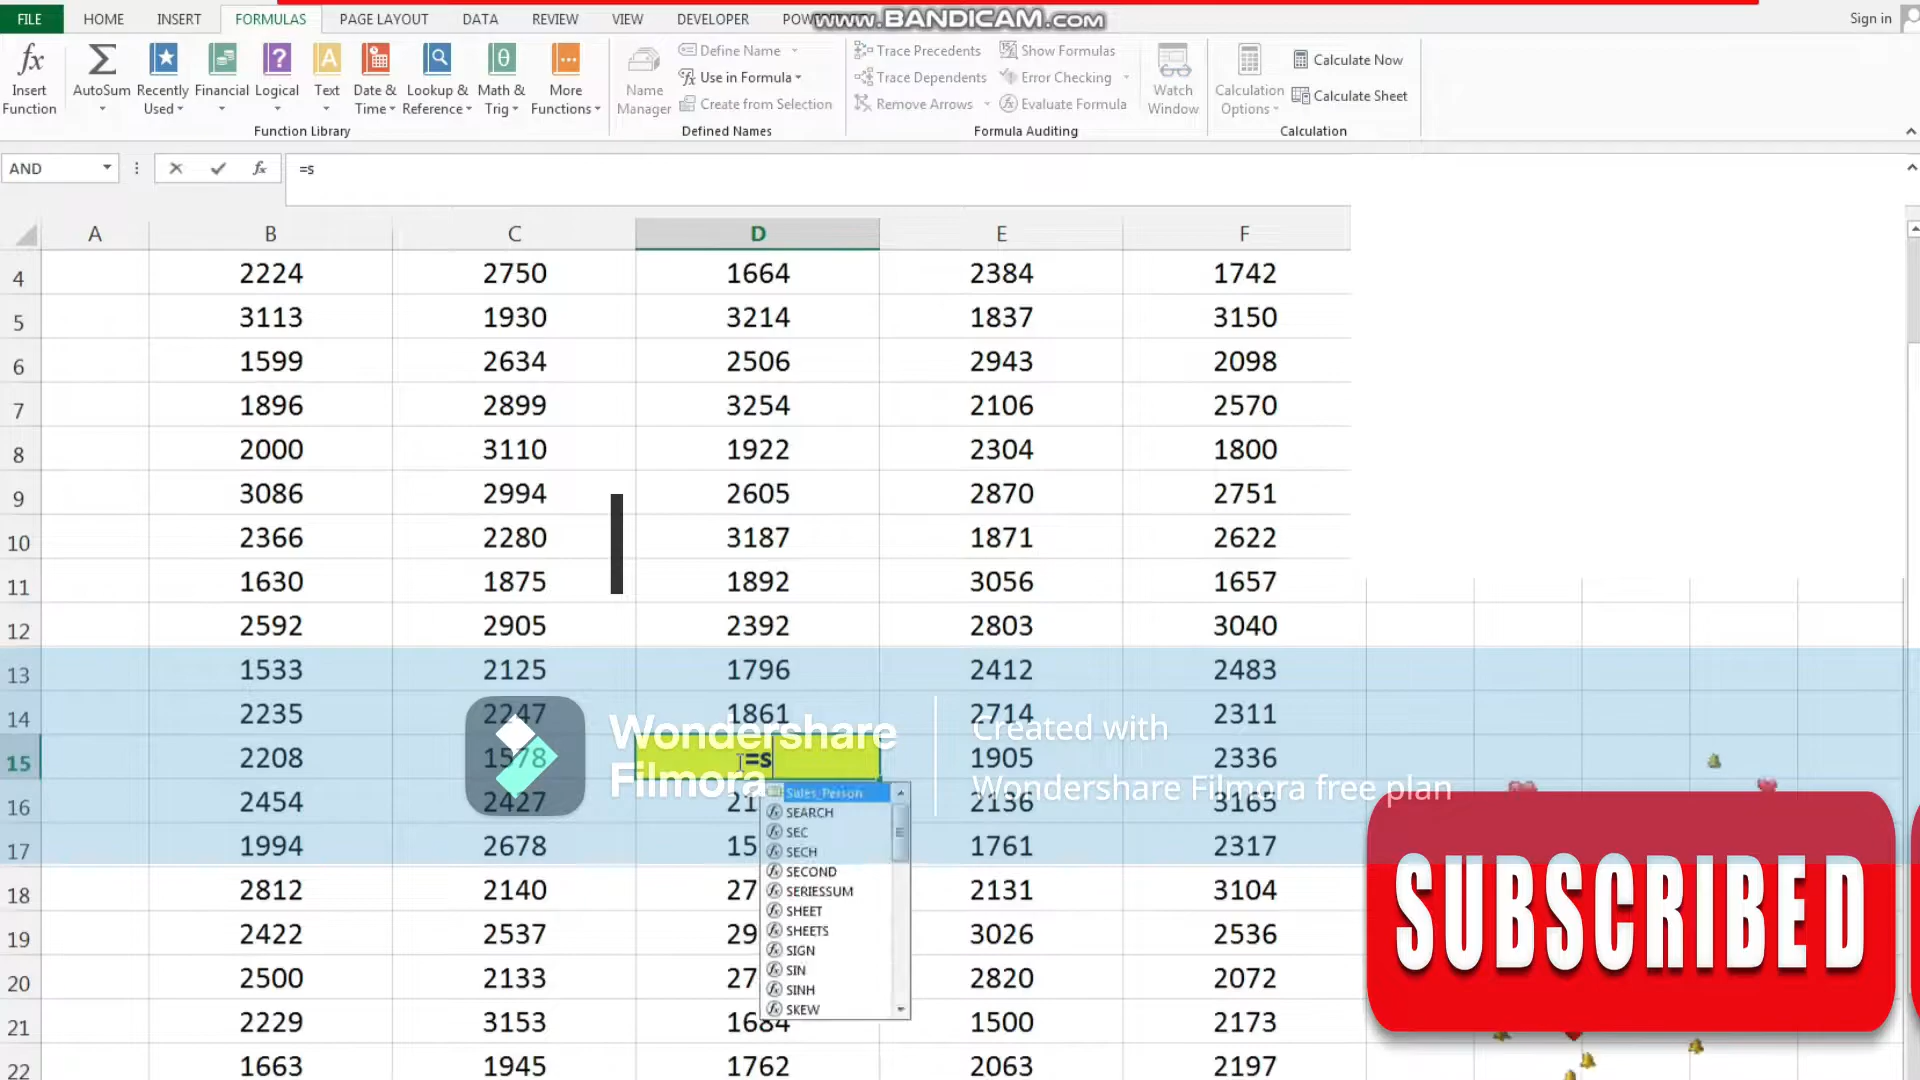 FILE HOME INSERT FORMULAS PAGE LAYOUT DATA REVIEW VIEW DEVELOPER www.BANDICAM.com Sign in
Insert Function
AutoSum
Recently Used
Financial
Logical
Text
Date & Time
Lookup & Reference
Math & Trig
More Functions
Function Library
Name Manager
Define Name
Use in Formula
Create from Selection
Defined Names
Trace Precedents
Trace Dependents
Remove Arrows
Show Formulas
Error Checking
Evaluate Formula
Formula Auditing
Watch Window
Calculation Options
Calculate Now
Calculate Sheet
Calculation
AND fx =s
A B C D E F
4 2224 2750 1664 2384 1742
5 3113 1930 3214 1837 3150
6 1599 2634 2506 2943 2098
7 1896 2899 3254 2106 2570
8 2000 3110 1922 2304 1800
9 3086 2994 2605 2870 2751
10 2366 2280 3187 1871 2622
11 1630 1875 1892 3056 1657
12 2592 2905 2392 2803 3040
13 1533 2125 1796 2412 2483
14 2235 2247 1861 2714 2311
15 2208 1578 =s 1905 2336
16 2454 2427 21 2136 3165
17 1994 2678 15 1761 2317
18 2812 2140 27 2131 3104
19 2422 2537 29 3026 2536
20 2500 2133 27 2820 2072
21 2229 3153 1684 1500 2173
22 1663 1945 1762 2063 2197
Sales_Person
SEARCH
SEC
SECH
SECOND
SERIESSUM
SHEET
SHEETS
SIGN
SIN
SINH
SKEW
Wondershare
Filmora
Created with
Wondershare Filmora free plan
SUBSCRIBED